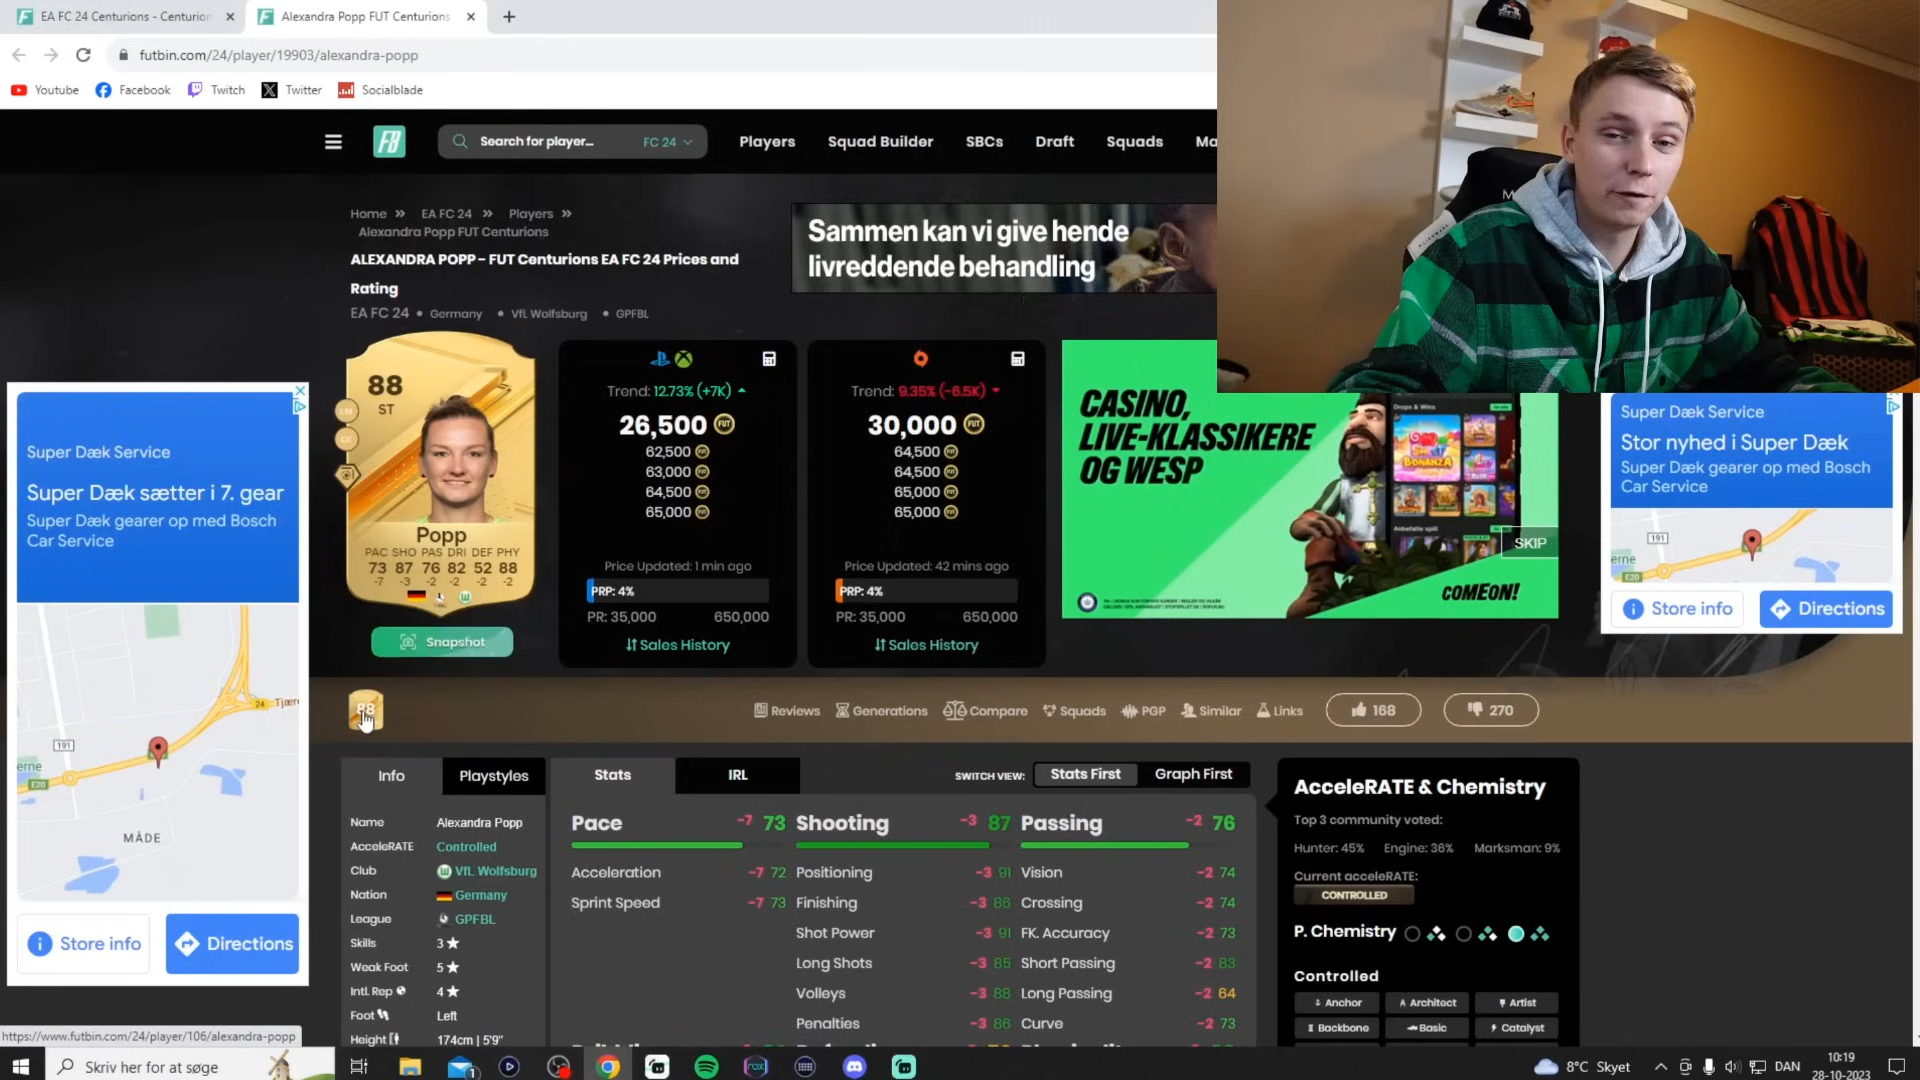 EA FC 24 Centurions - Centurion
Alexandra Popp FUT Centurions
futbin.com/24/player/19903/alexandra-popp
Youtube Facebook Twitch Twitter Socialblade
Search for player... FC 24
Players Squad Builder SBCs Draft Squads Ma
Home » EA FC 24 » Players »
Alexandra Popp FUT Centurions
ALEXANDRA POPP - FUT Centurions EA FC 24 Prices and
Rating
EA FC 24 • Germany • VfL Wolfsburg • GPFBL
Sammen kan vi give hende
livreddende behandling
88
ST
LM
CF
Popp
PAC SHO PAS DRI DEF PHY
73 87 76 82 52 88
-7 -3 -2 -2 -2 -2
Snapshot
Trend: 12.73% (+7K)
26,500
62,500
63,000
64,500
65,000
Price Updated: 1 min ago
PRP: 4%
PR: 35,000 650,000
Sales History
Trend: 9.35% (-6.5K)
30,000
64,500
64,500
65,000
65,000
Price Updated: 42 mins ago
PRP: 4%
PR: 35,000 650,000
Sales History
CASINO,
LIVE-KLASSIKERE
OG WESP
SKIP
COMEON!
Super Dæk Service
Super Dæk sætter i 7. gear
Super Dæk gearer op med Bosch
Car Service
24 Tjære
191
erne
E20
MÅDE
Store info Directions
Super Dæk Service
Stor nyhed i Super Dæk
Super Dæk gearer op med Bosch
Car Service
191
erne
E20
Store info Directions
88
Reviews Generations Compare Squads PGP Similar Links 168 270
Info Playstyles
Name Alexandra Popp
AcceleRATE Controlled
Club VfL Wolfsburg
Nation Germany
League GPFBL
Skills 3
Weak Foot 5
Intl. Rep 4
Foot Left
Height 174cm | 5'9"
Stats IRL
SWITCH VIEW: Stats First Graph First
Pace -7 73
Acceleration -7 72
Sprint Speed -7 73
Shooting -3 87
Positioning -3 91
Finishing -3 86
Shot Power -3 91
Long Shots -3 85
Volleys -3 88
Penalties -3 86
Passing -2 76
Vision -2 74
Crossing -2 74
FK. Accuracy -2 73
Short Passing -2 83
Long Passing -2 64
Curve -2 73
AcceleRATE & Chemistry
Top 3 community voted:
Hunter: 45% Engine: 36% Marksman: 9%
Current acceleRATE:
CONTROLLED
P. Chemistry
Controlled
Anchor Architect Artist
Backbone Basic Catalyst
https://www.futbin.com/24/player/106/alexandra-popp
Skriv her for at søge
8°C Skyet
DAN
10:19
28-10-2023